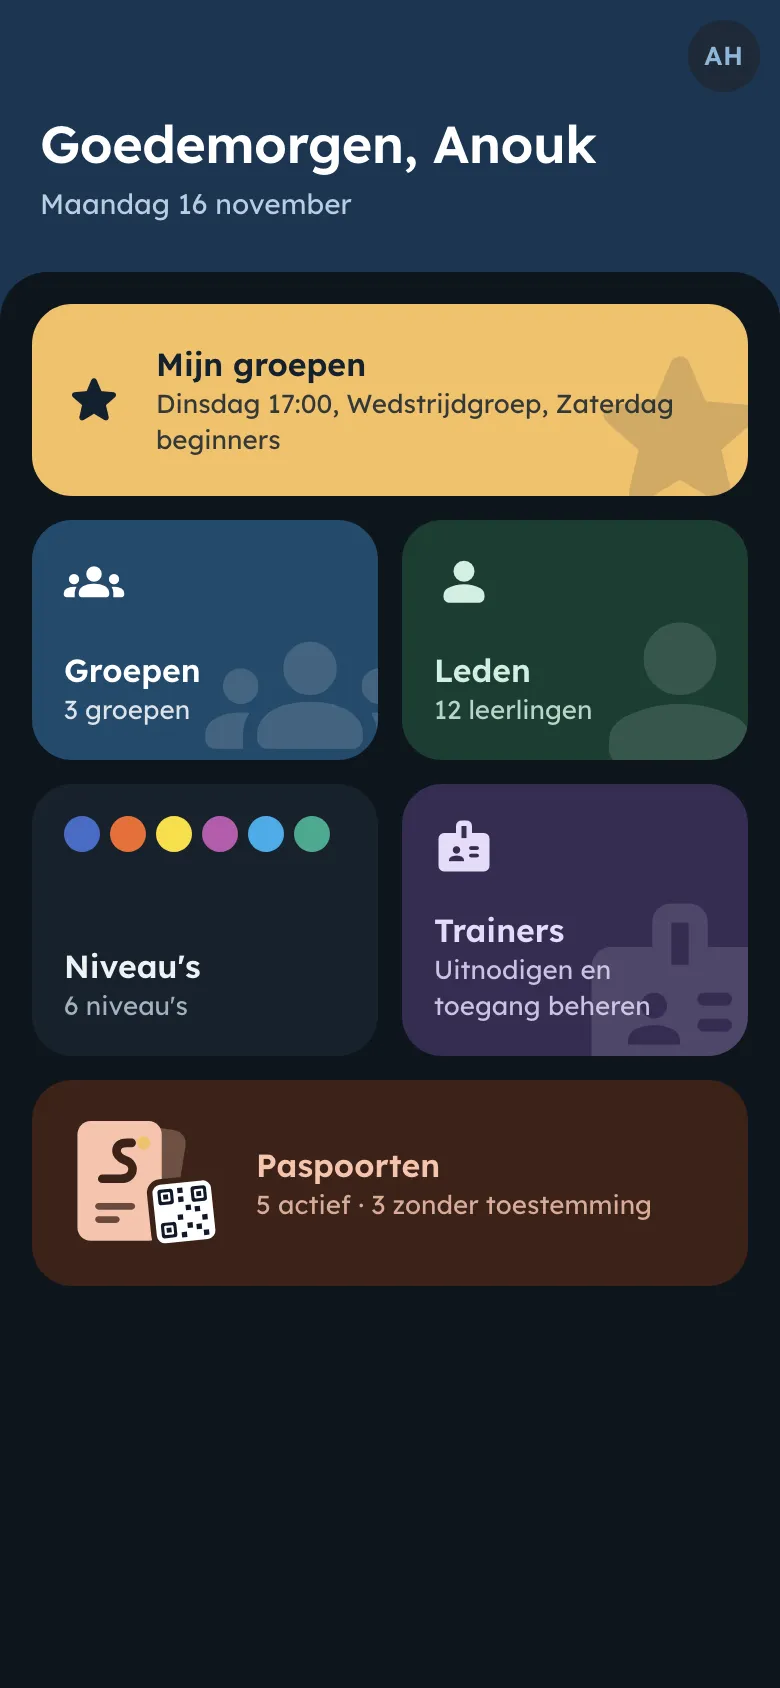 AH
Goedemorgen, Anouk
Maandag 16 november
Mijn groepen
Dinsdag 17:00, Wedstrijdgroep, Zaterdag
beginners
Groepen
3 groepen
Leden
12 leerlingen
Niveau's
6 niveau's
Trainers
Uitnodigen en
toegang beheren
S
Paspoorten
5 actief · 3 zonder toestemming